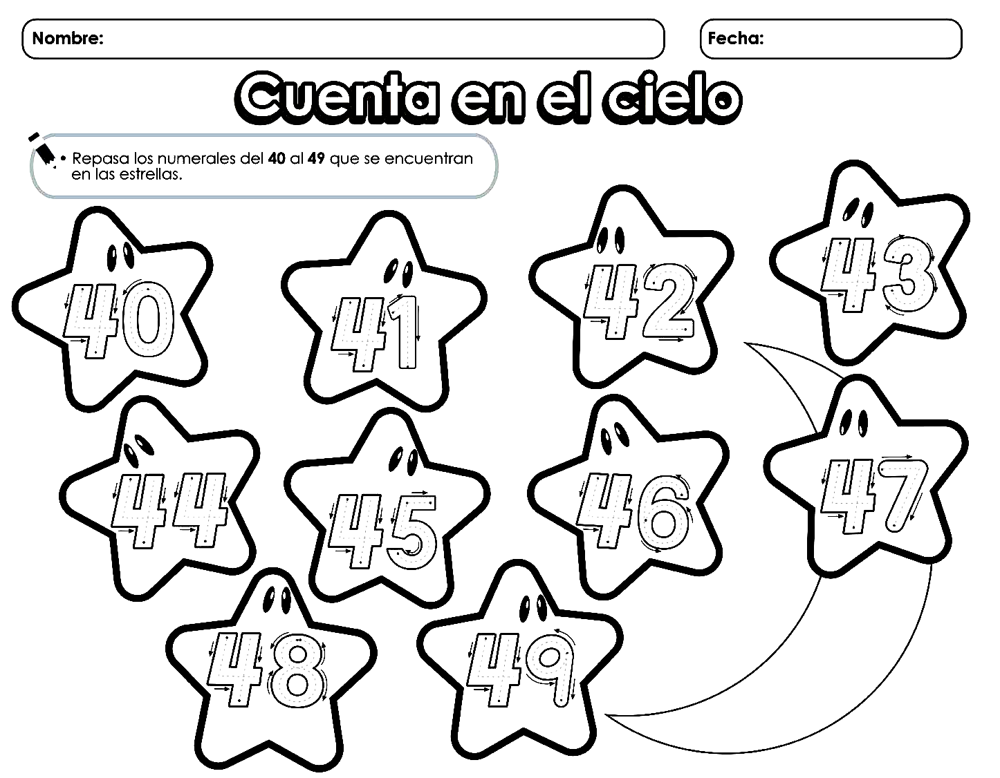 Nombre:
Fecha:
Cuenta en el cielo
• Repasa los numerales del 40 al 49 que se encuentran
en las estrellas.
40
41
42
43
44
45
46
47
48
49